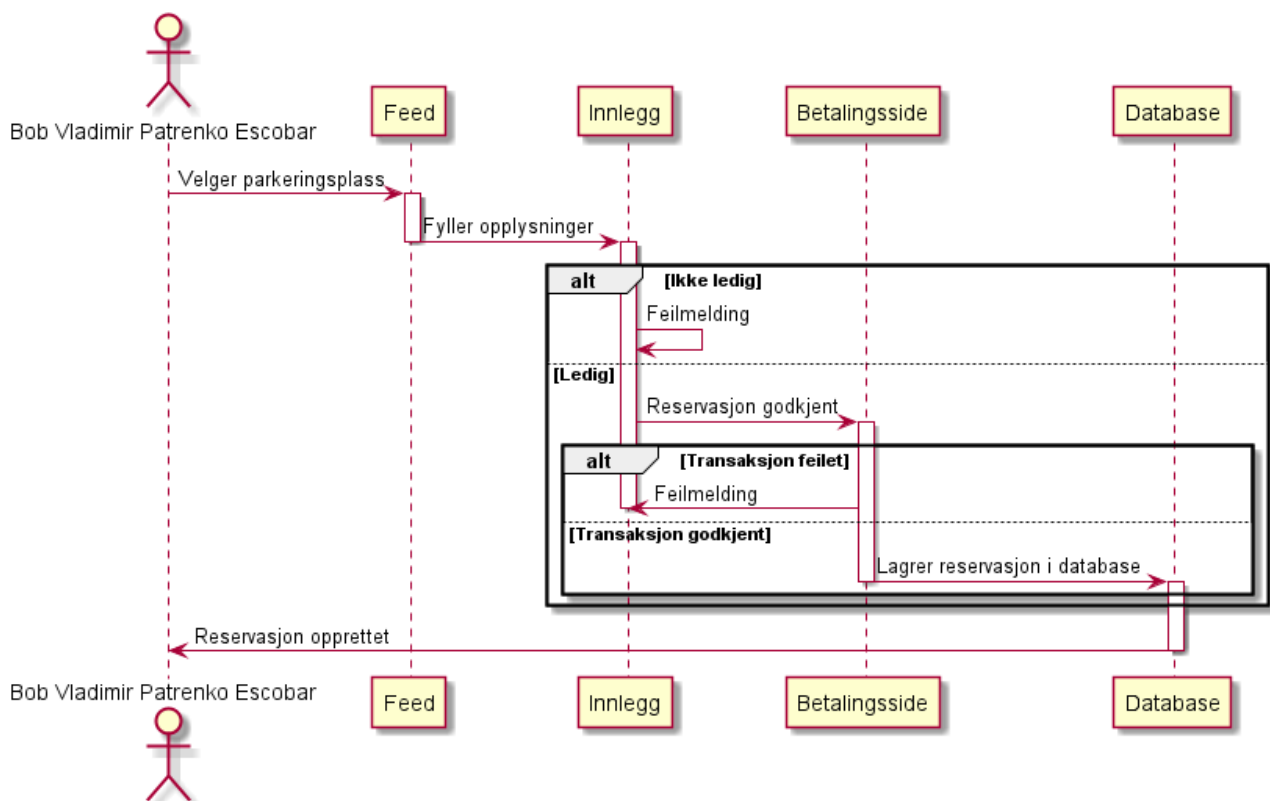 Bob Vladimir Patrenko Escobar
Feed
Innlegg
Betalingsside
Database
Velger parkeringsplass
Fyller opplysninger
alt
[Ikke ledig]
Feilmelding
[Ledig]
Reservasjon godkjent
alt
[Transaksjon feilet]
Feilmelding
[Transaksjon godkjent]
Lagrer reservasjon i database
Reservasjon opprettet
Bob Vladimir Patrenko Escobar
Feed
Innlegg
Betalingsside
Database